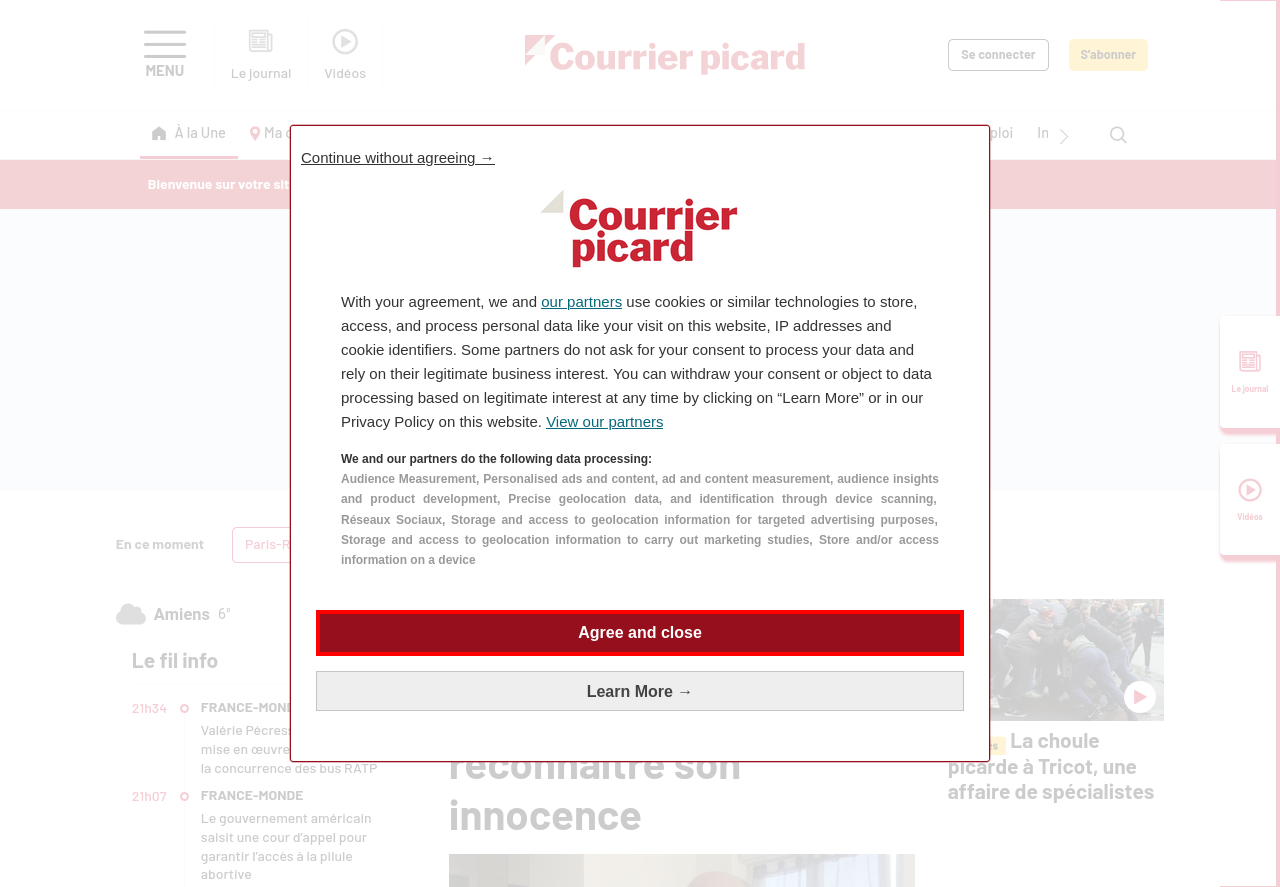 MENU
Le journal
Vidéos
Courrier picard
Se connecter
S'abonner
À la Une
Ma c
ploi
In
Bienvenue sur votre sit
Continue without agreeing →
Courrier
picard
With your agreement, we and our partners use cookies or similar technologies to store,
access, and process personal data like your visit on this website, IP addresses and
cookie identifiers. Some partners do not ask for your consent to process your data and
rely on their legitimate business interest. You can withdraw your consent or object to data
processing based on legitimate interest at any time by clicking on “Learn More” or in our
Privacy Policy on this website. View our partners
We and our partners do the following data processing:
Audience Measurement, Personalised ads and content, ad and content measurement, audience insights
and product development, Precise geolocation data, and identification through device scanning,
Réseaux Sociaux, Storage and access to geolocation information for targeted advertising purposes,
Storage and access to geolocation information to carry out marketing studies, Store and/or access
information on a device
Agree and close
Learn More →
Le journal
Vidéos
En ce moment
Paris-R
Amiens 6°
Le fil info
21h34
FRANCE-MOND
Valérie Pécress
mise en œuvre
la concurrence des bus RATP
21h07
FRANCE-MONDE
Le gouvernement américain
saisit une cour d’appel pour
garantir l’accès à la pilule
abortive
reconnaître son
innocence
La choule
picarde à Tricot, une
affaire de spécialistes